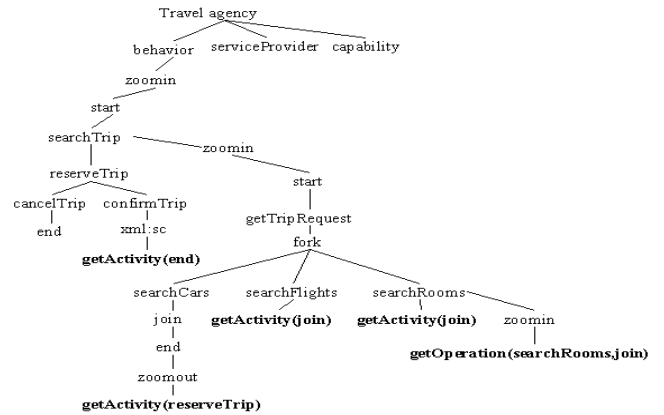 Travel agency
behavior serviceProvider capability
zoomin
start
searchTrip
zoomin
reserveTrip
start
cancelTrip confirmTrip
getTripRequest
end xml:sc
fork
getActivity(end)
searchCars searchFlights searchRooms
join getActivity(join) getActivity(join) zoomin
end
getOperation(searchRooms,join)
zoomout
getActivity(reserveTrip)